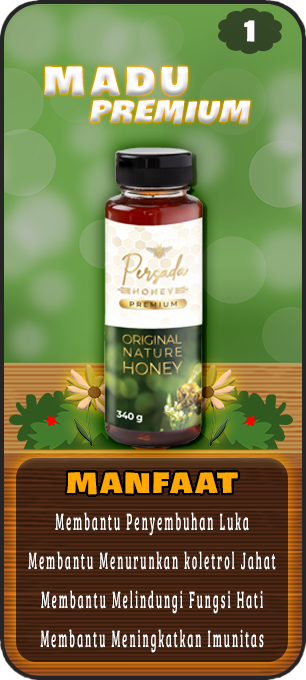 1
MADU
PREMIUM
Persada
HONEY
PREMIUM
ORIGINAL
NATURE
HONEY
340 g
MANFAAT
Membantu Penyembuhan Luka
Membantu Menurunkan koletrol Jahat
Membantu Melindungi Fungsi Hati
Membantu Meningkatkan Imunitas